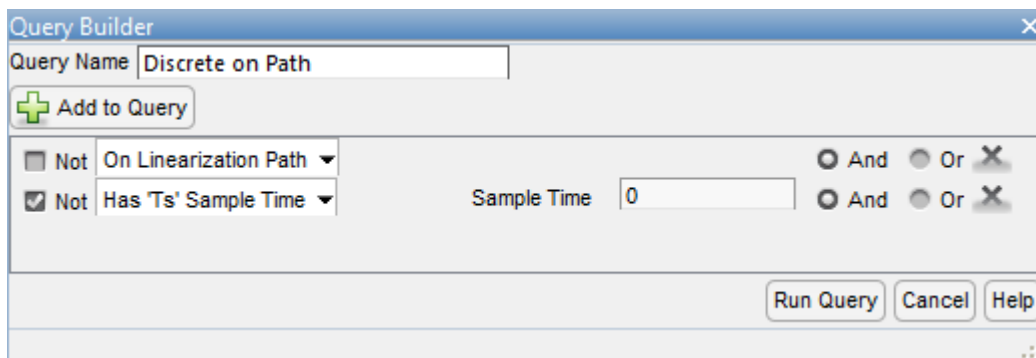 Query Builder
Query Name Discrete on Path
Add to Query
Not On Linearization Path And Or
Not Has 'Ts' Sample Time Sample Time 0 And Or
Run Query Cancel Help